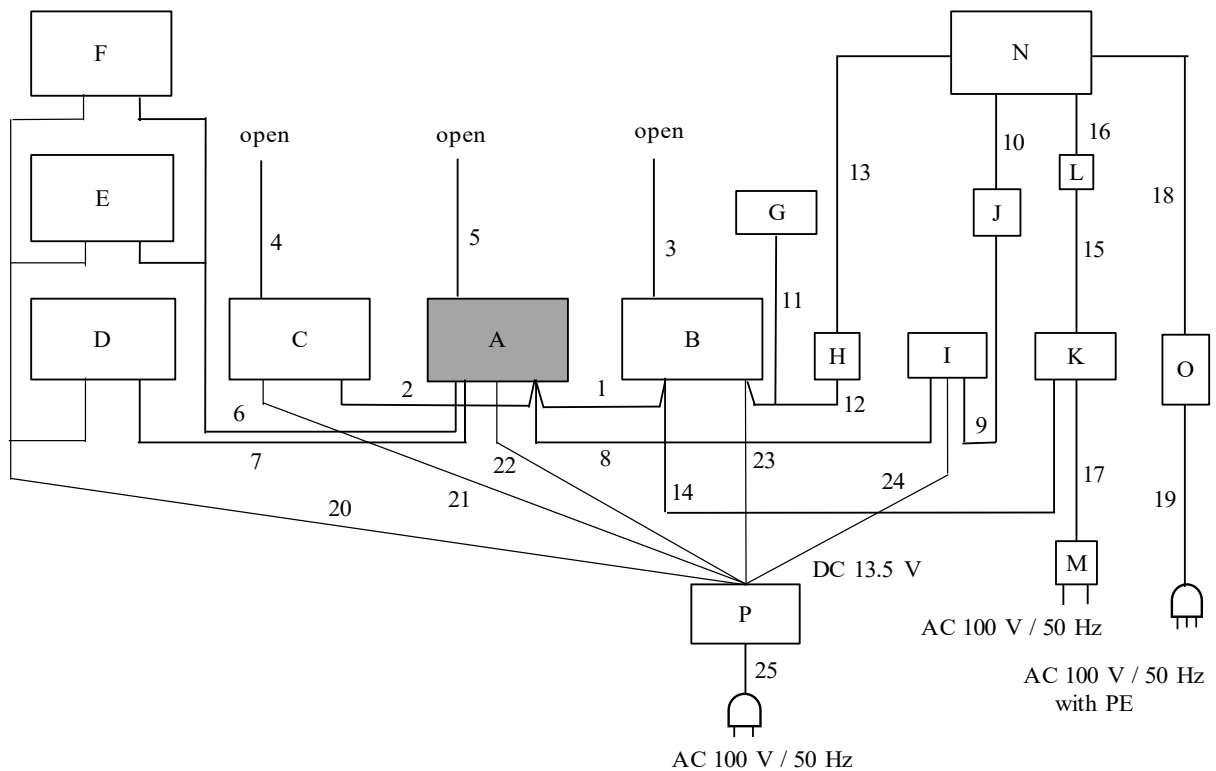 F
N
open
open
open
10
16
13
L
E
G
J
18
4
5
3
15
11
D
C
A
B
H
I
K
O
2
1
12
6
9
7
22
8
23
17
24
14
21
19
20
DC 13.5 V
M
P
AC 100 V / 50 Hz
25
AC 100 V / 50 Hz
with PE
AC 100 V / 50 Hz